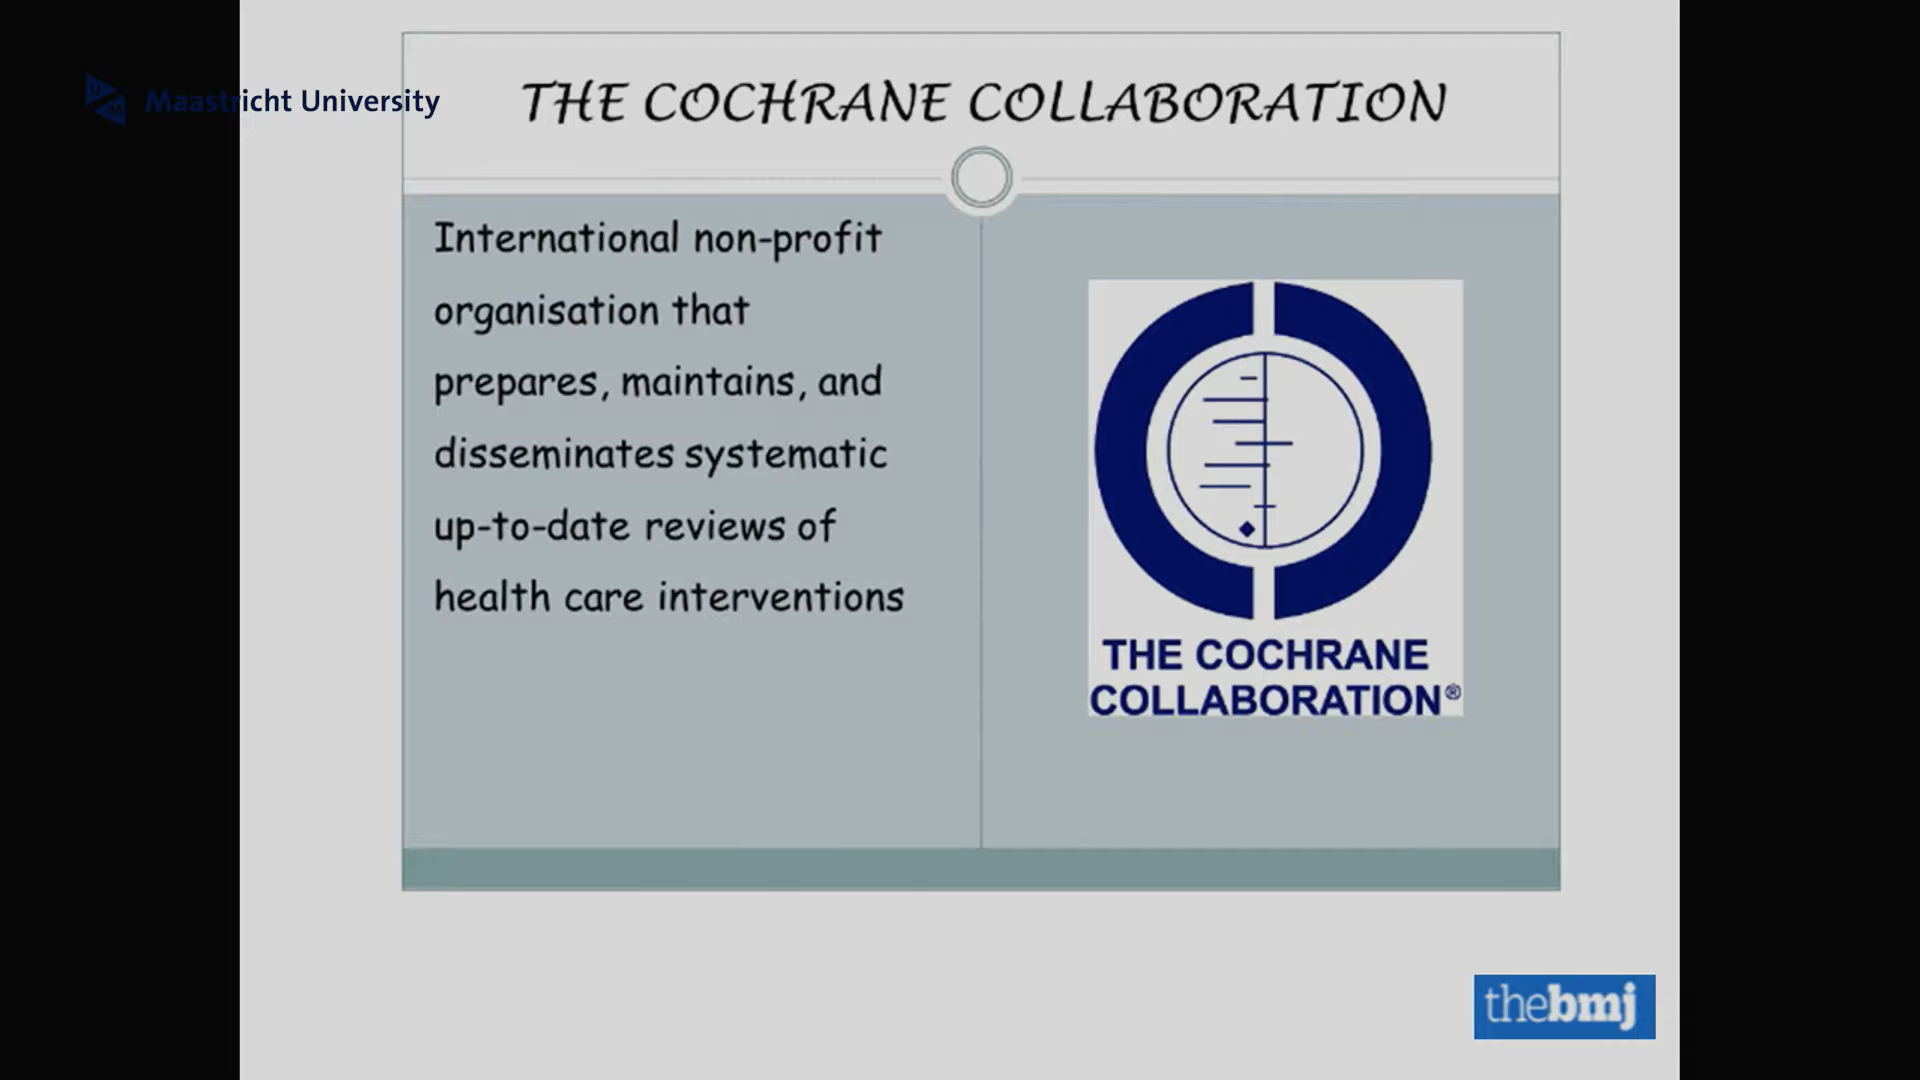 Maastricht University
THE COCHRANE COLLABORATION
International non-profit
organisation that
prepares, maintains, and
disseminates systematic
up-to-date reviews of
health care interventions
THE COCHRANE
COLLABORATION®
thebmj